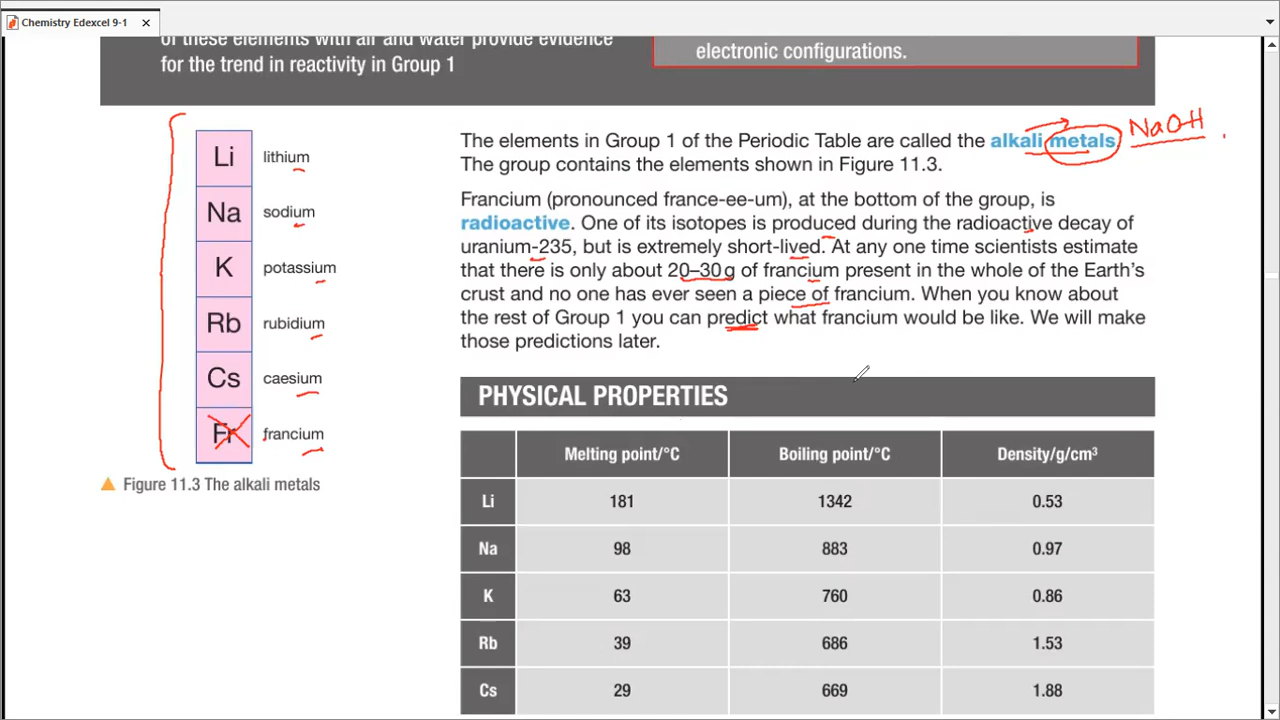 Chemistry Edexcel 9-1
of these elements with air and water provide evidence
for the trend in reactivity in Group 1
electronic configurations.
Li lithium
Na sodium
K potassium
Rb rubidium
Cs caesium
Fr francium
Figure 11.3 The alkali metals
The elements in Group 1 of the Periodic Table are called the alkali metals. NaOH
The group contains the elements shown in Figure 11.3.
Francium (pronounced france-ee-um), at the bottom of the group, is
radioactive. One of its isotopes is produced during the radioactive decay of
uranium-235, but is extremely short-lived. At any one time scientists estimate
that there is only about 20–30 g of francium present in the whole of the Earth's
crust and no one has ever seen a piece of francium. When you know about
the rest of Group 1 you can predict what francium would be like. We will make
those predictions later.
PHYSICAL PROPERTIES
Melting point/°C Boiling point/°C Density/g/cm³
Li 181 1342 0.53
Na 98 883 0.97
K 63 760 0.86
Rb 39 686 1.53
Cs 29 669 1.88